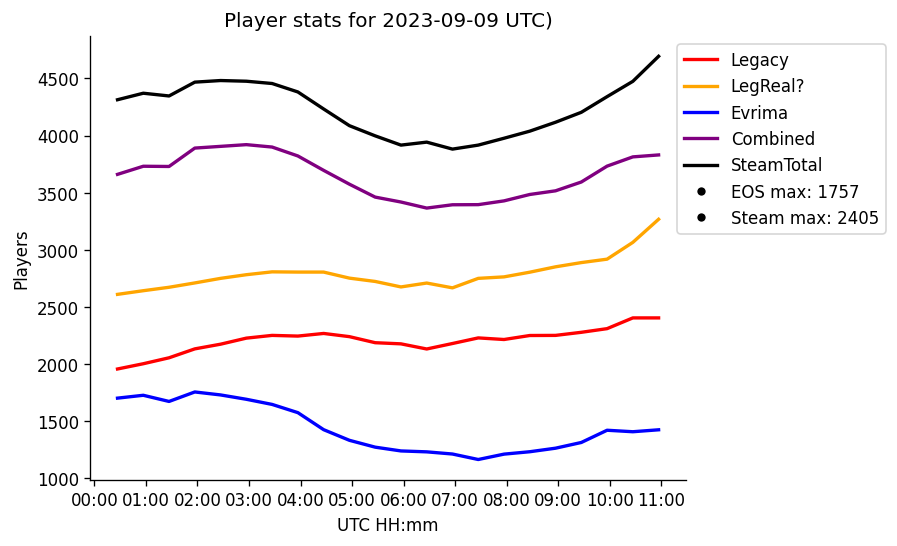 Player stats for 2023-09-09 UTC)
Legacy
LegReal?
Evrima
Combined
SteamTotal
EOS max: 1757
Steam max: 2405
Players
4500
4000
3500
3000
2500
2000
1500
1000
00:00 01:00 02:00 03:00 04:00 05:00 06:00 07:00 08:00 09:00 10:00 11:00
UTC HH:mm